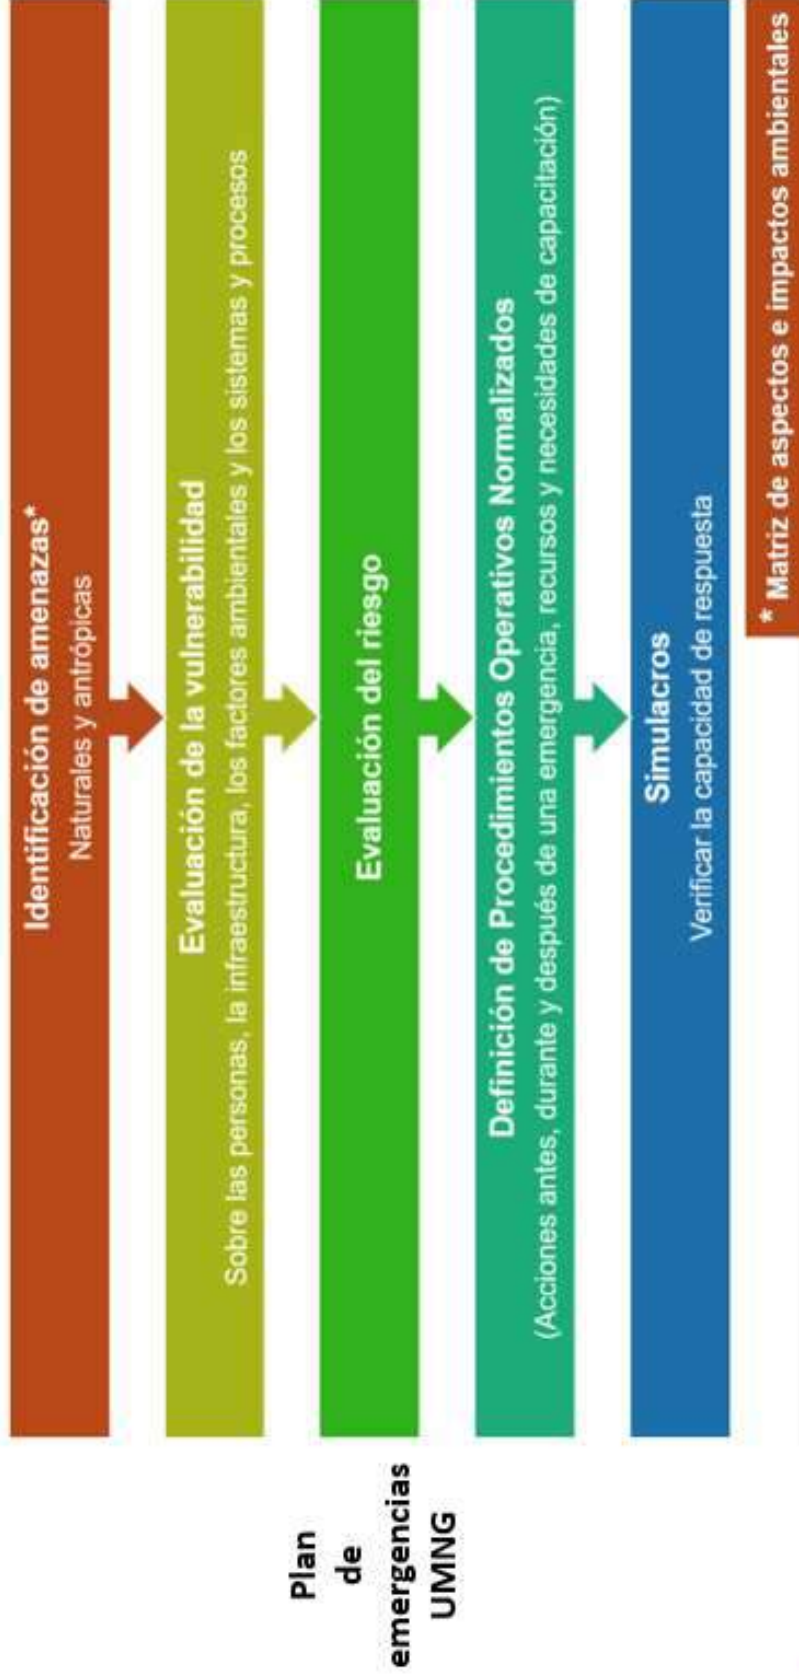 Plan
de
emergencias
UMNG
Identificación de amenazas*
Naturales y antrópicas
Evaluación de la vulnerabilidad
Sobre las personas, la infraestructura, los factores ambientales y los sistemas y procesos
Evaluación del riesgo
Definición de Procedimientos Operativos Normalizados
(Acciones antes, durante y después de una emergencia, recursos y necesidades de capacitación)
Simulacros
Verificar la capacidad de respuesta
* Matriz de aspectos e impactos ambientales